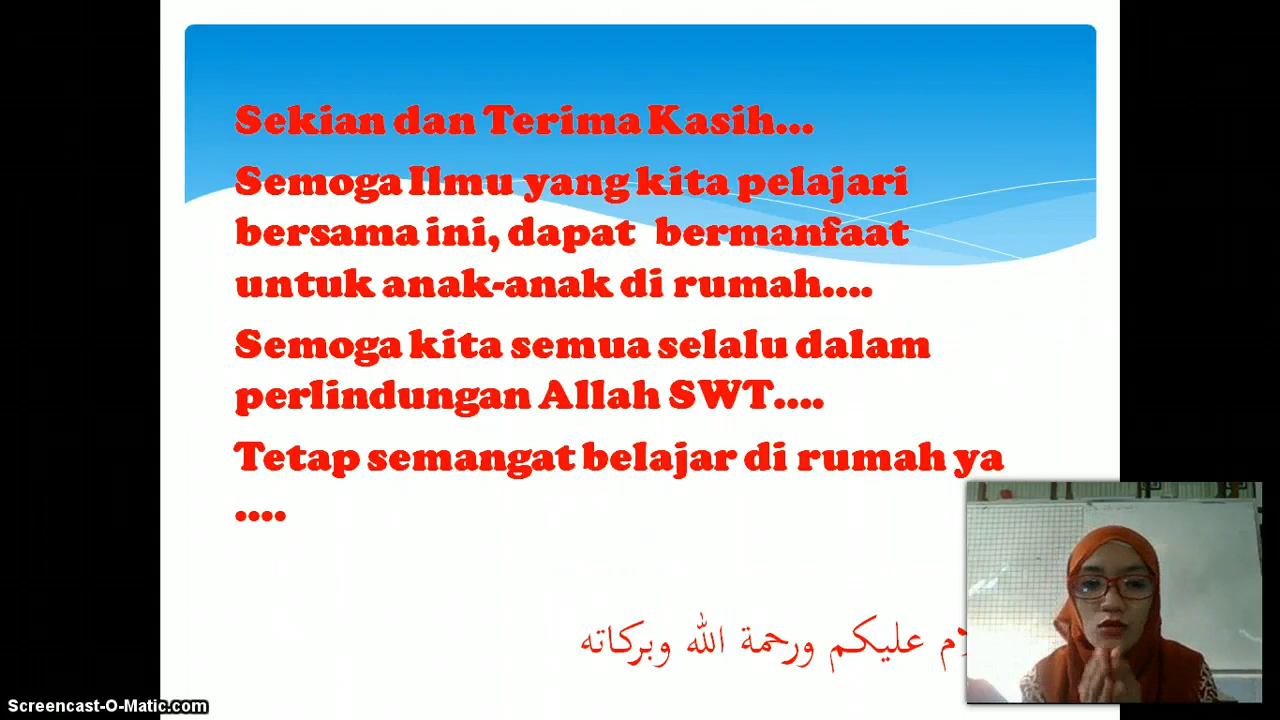 Sekian dan Terima Kasih...
Semoga Ilmu yang kita pelajari
bersama ini, dapat bermanfaat
untuk anak-anak di rumah....
Semoga kita semua selalu dalam
perlindungan Allah SWT....
Tetap semangat belajar di rumah ya
....
عليكم ورحمة الله وبركاته
Screencast-O-Matic.com